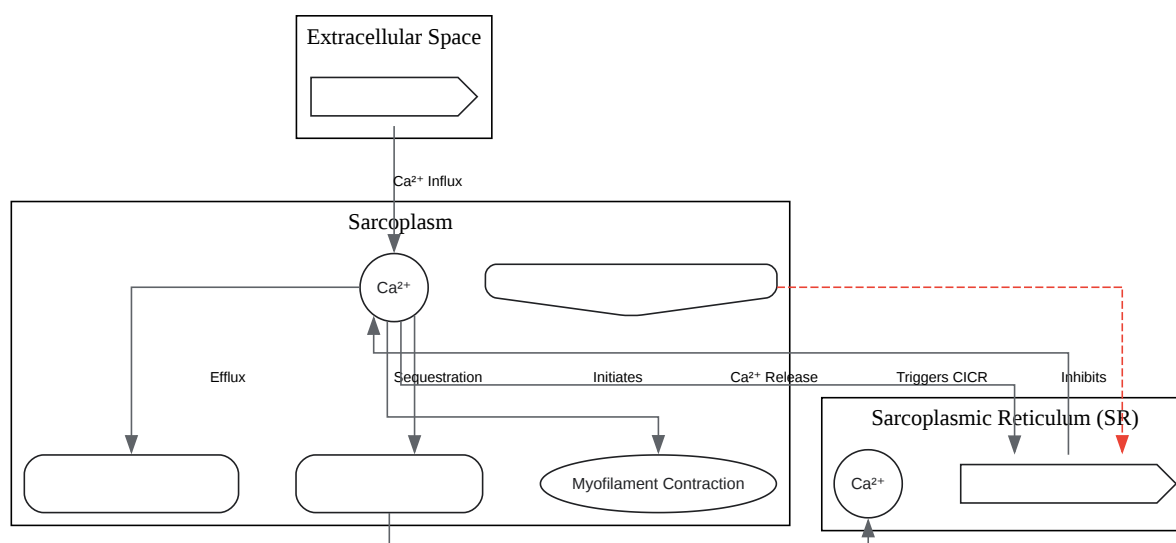 Extracellular Space
Ca²⁺ Influx
Sarcoplasm
Ca²⁺
Efflux
Sequestration
Initiates
Ca²⁺ Release
Triggers CICR
Inhibits
Sarcoplasmic Reticulum (SR)
Myofilament Contraction
Ca²⁺